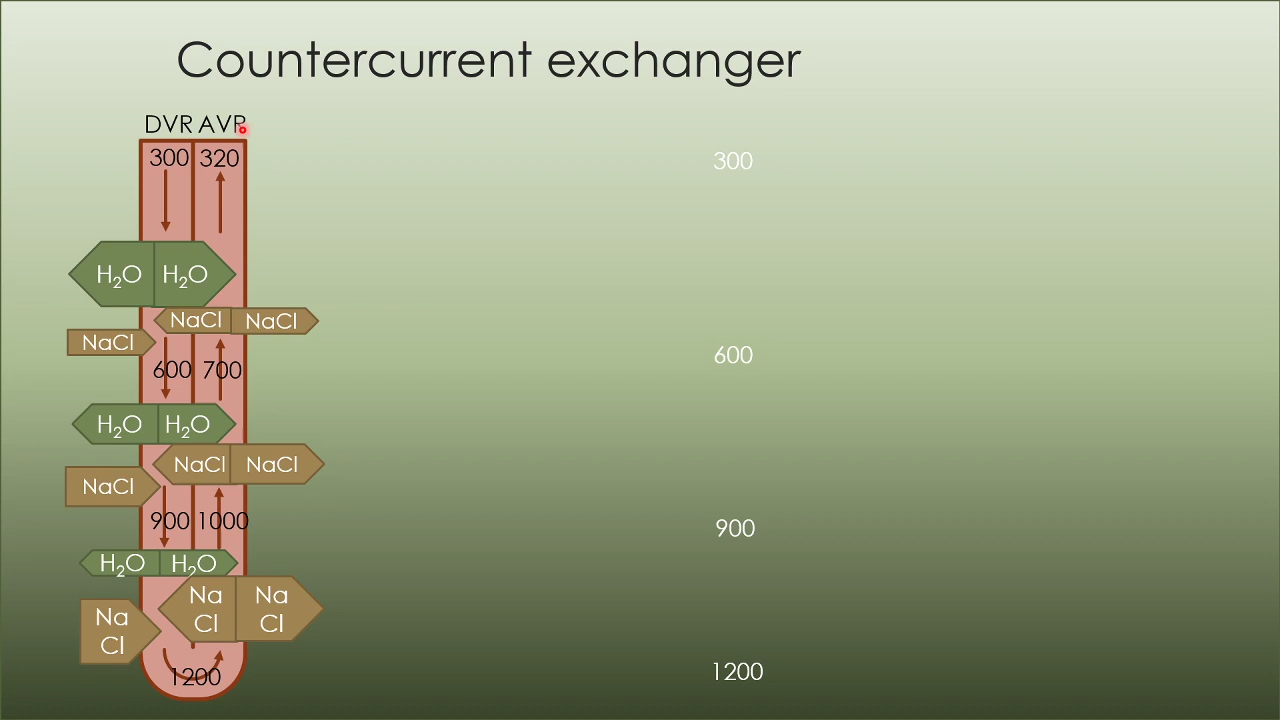 Countercurrent exchanger
DVR AVR
300 320
300
H₂O H₂O
NaCl NaCl
NaCl
600 700
600
H₂O H₂O
NaCl NaCl
NaCl
900 1000
900
H₂O H₂O
Na Na
Cl Cl
Na
Cl
1200
1200